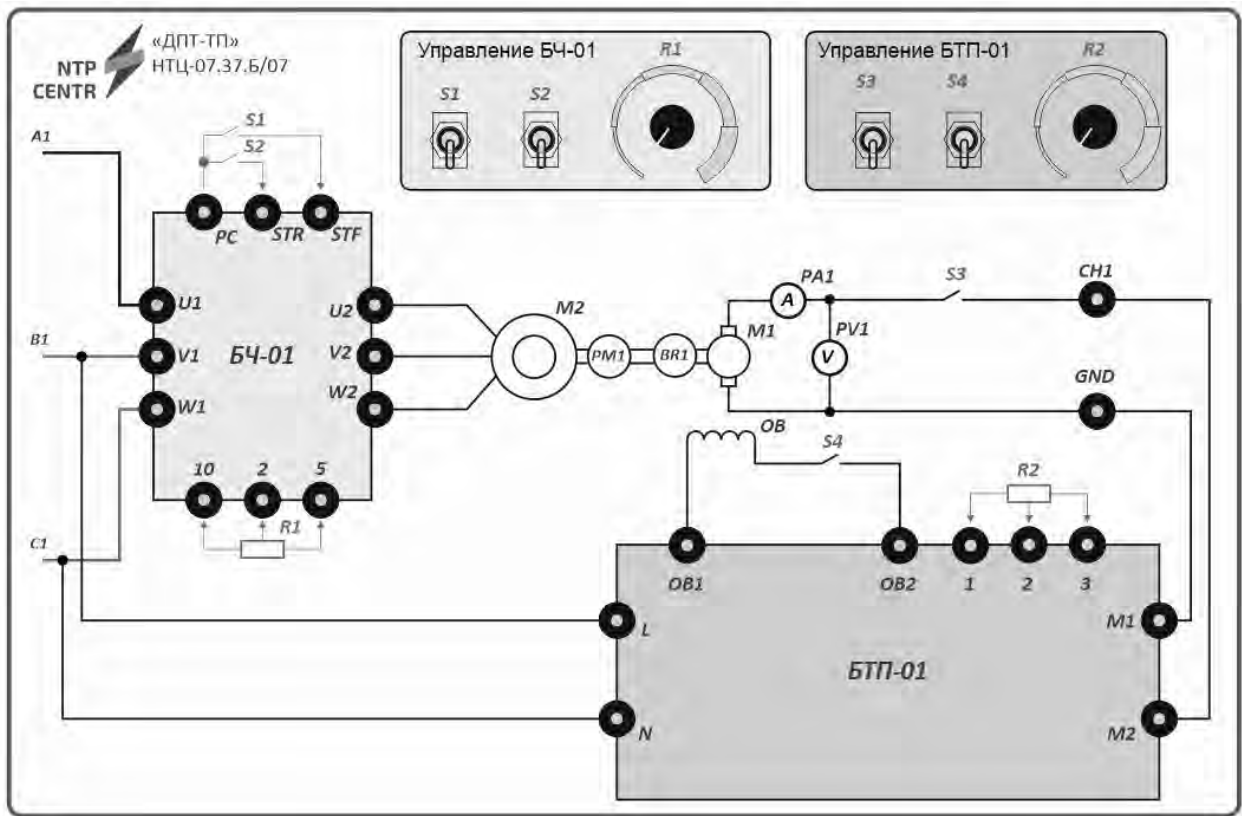 NTP
CENTR
«ДПТ-ТП»
НТЦ-07.37.Б/07
Управление БЧ-01
R1
S1
S2
Управление БТП-01
R2
S3
S4
A1
S1
S2
PC
STR
STF
U1
V1
W1
БЧ-01
U2
V2
W2
B1
10
2
5
R1
C1
M2
PM1
BR1
M1
PA1
A
PV1
V
S3
CH1
GND
OB
S4
R2
OB1
OB2
1
2
3
L
N
БТП-01
M1
M2